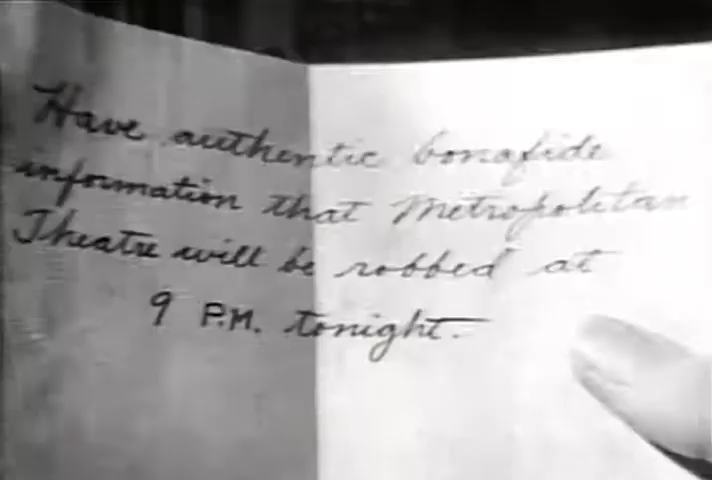 Have authentic bonafide
information that Metropolitan
Theatre will be robbed at
9 P.M. tonight.